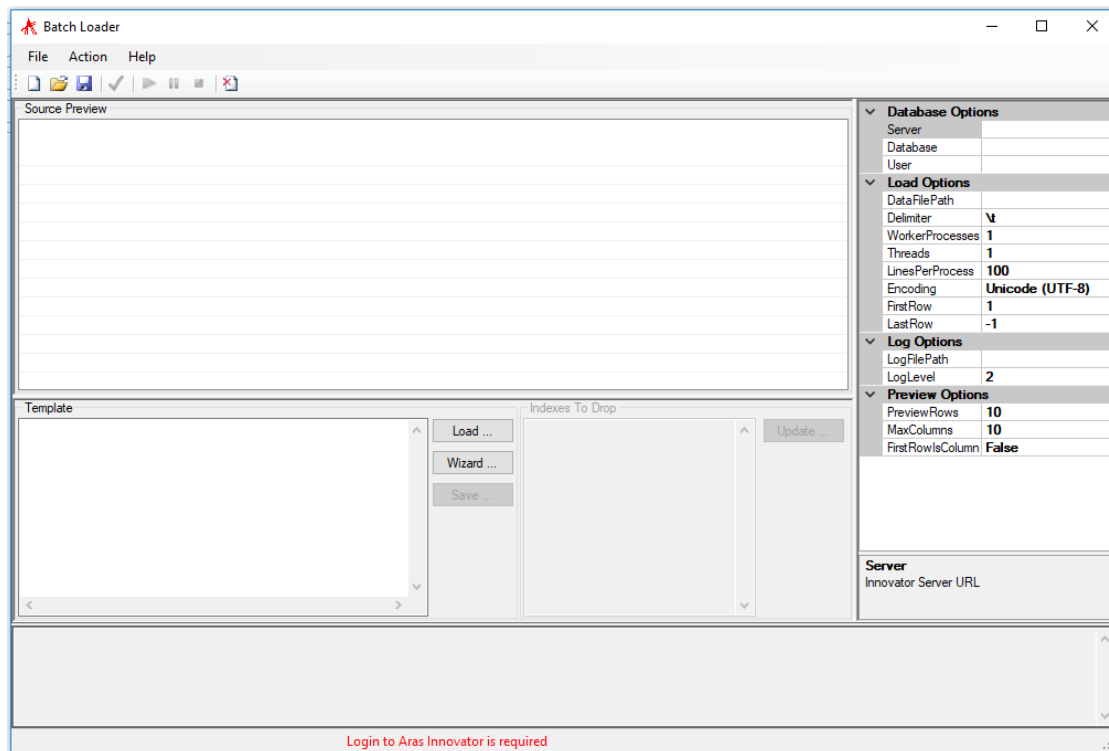 Batch Loader
File Action Help
Source Preview
Template
Load ...
Wizard ...
Save ...
Indexes To Drop
Update ...
Database Options
Server
Database
User
Load Options
DataFilePath
Delimiter \t
WorkerProcesses 1
Threads 1
LinesPerProcess 100
Encoding Unicode (UTF-8)
FirstRow 1
LastRow -1
Log Options
LogFilePath
LogLevel 2
Preview Options
PreviewRows 10
MaxColumns 10
FirstRowIsColumn False
Server
Innovator Server URL
Login to Aras Innovator is required